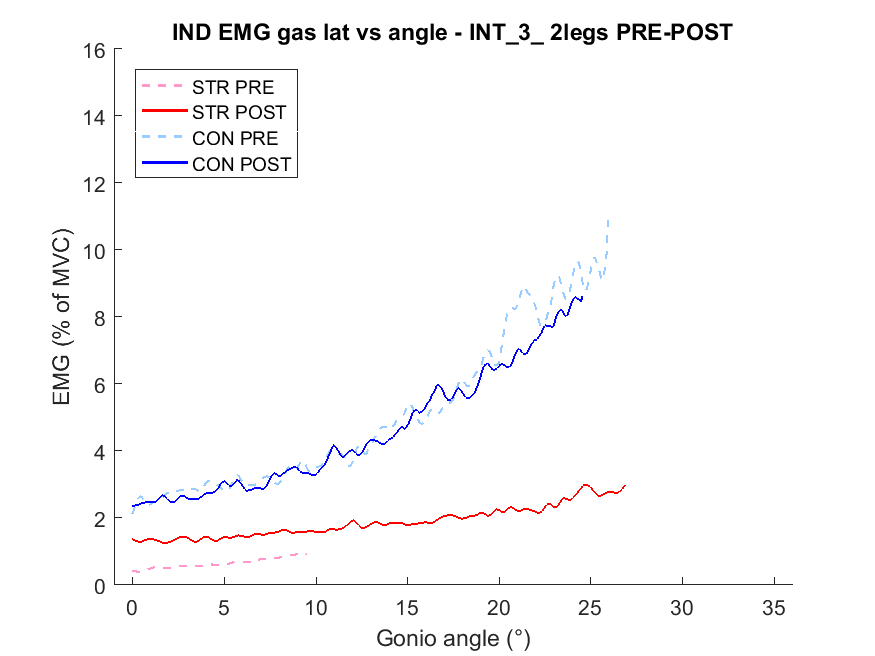 IND EMG gas lat vs angle - INT_3_ 2legs PRE-POST
16
14
12
10
8
6
4
2
0
EMG (% of MVC)
STR PRE
STR POST
CON PRE
CON POST
0 5 10 15 20 25 30 35
Gonio angle (°)